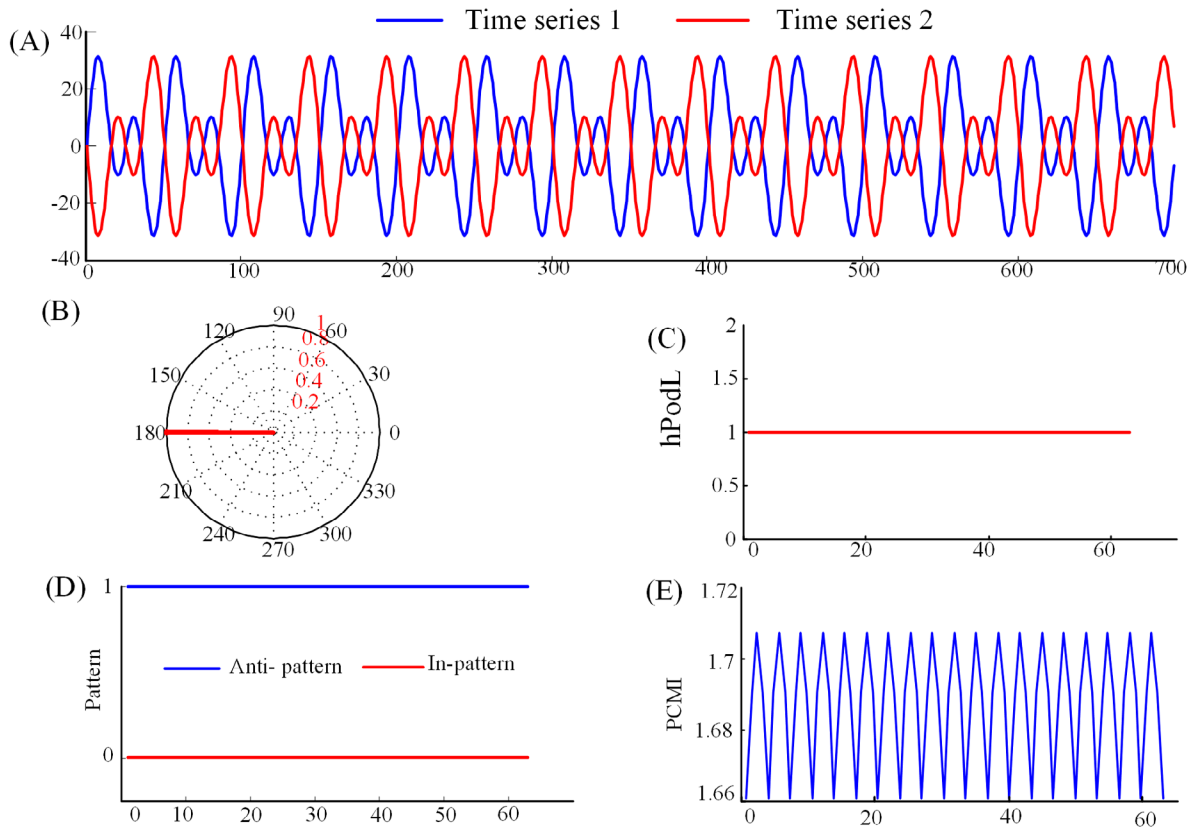 Time series 1 Time series 2
(A)
40
20
0
-20
-40
0 100 200 300 400 500 600 700
(B)
90
120 1 60
0.8
150 0.6 30
0.4
0.2
180 0
210 330
240 300
270
(C)
hPodL
2
1.5
1
0.5
0
0 20 40 60
(D)
Pattern
1
Anti- pattern In-pattern
0
0 10 20 30 40 50 60
(E)
PCMI
1.72
1.7
1.68
1.66
0 20 40 60